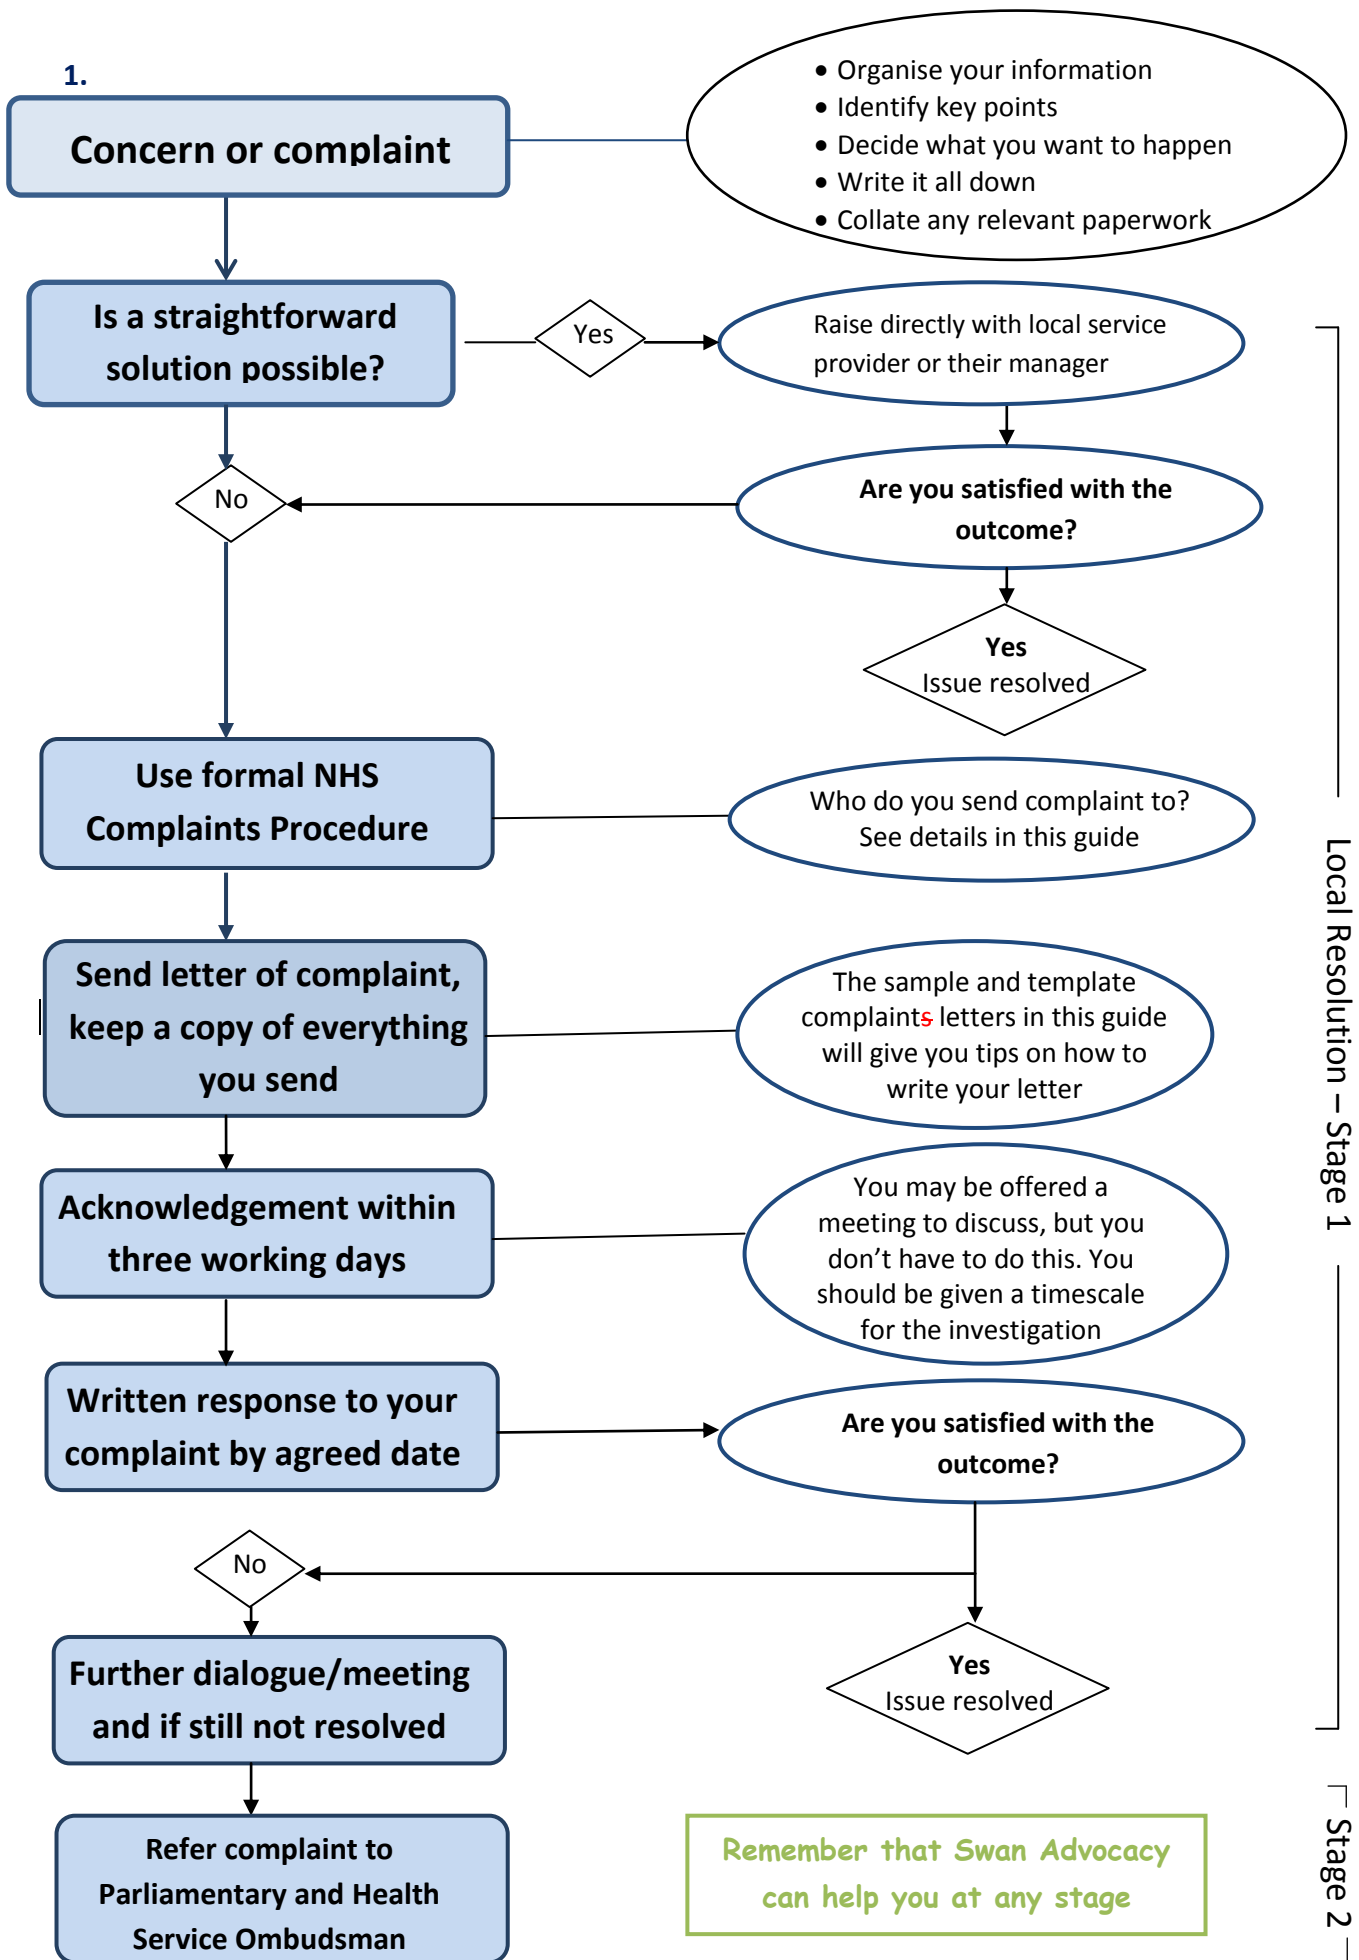 1.
Concern or complaint
• Organise your information
• Identify key points
• Decide what you want to happen
• Write it all down
• Collate any relevant paperwork
Is a straightforward
solution possible?
Yes
Raise directly with local service
provider or their manager
No
Are you satisfied with the
outcome?
Yes
Issue resolved
Use formal NHS
Complaints Procedure
Who do you send complaint to?
See details in this guide
Send letter of complaint,
keep a copy of everything
you send
The sample and template
complaints letters in this guide
will give you tips on how to
write your letter
Acknowledgement within
three working days
You may be offered a
meeting to discuss, but you
don’t have to do this. You
should be given a timescale
for the investigation
Written response to your
complaint by agreed date
Are you satisfied with the
outcome?
No
Yes
Issue resolved
Further dialogue/meeting
and if still not resolved
Refer complaint to
Parliamentary and Health
Service Ombudsman
Remember that Swan Advocacy
can help you at any stage
Local Resolution – Stage 1
Stage 2